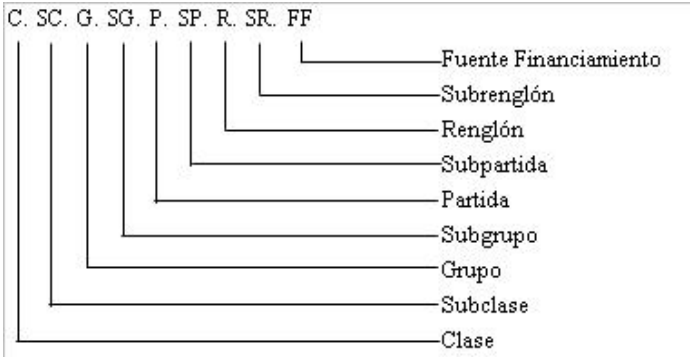 C. SC. G. SG. P. SP. R. SR. FF
Fuente Financiamiento
Subrenglón
Renglón
Subpartida
Partida
Subgrupo
Grupo
Subclase
Clase